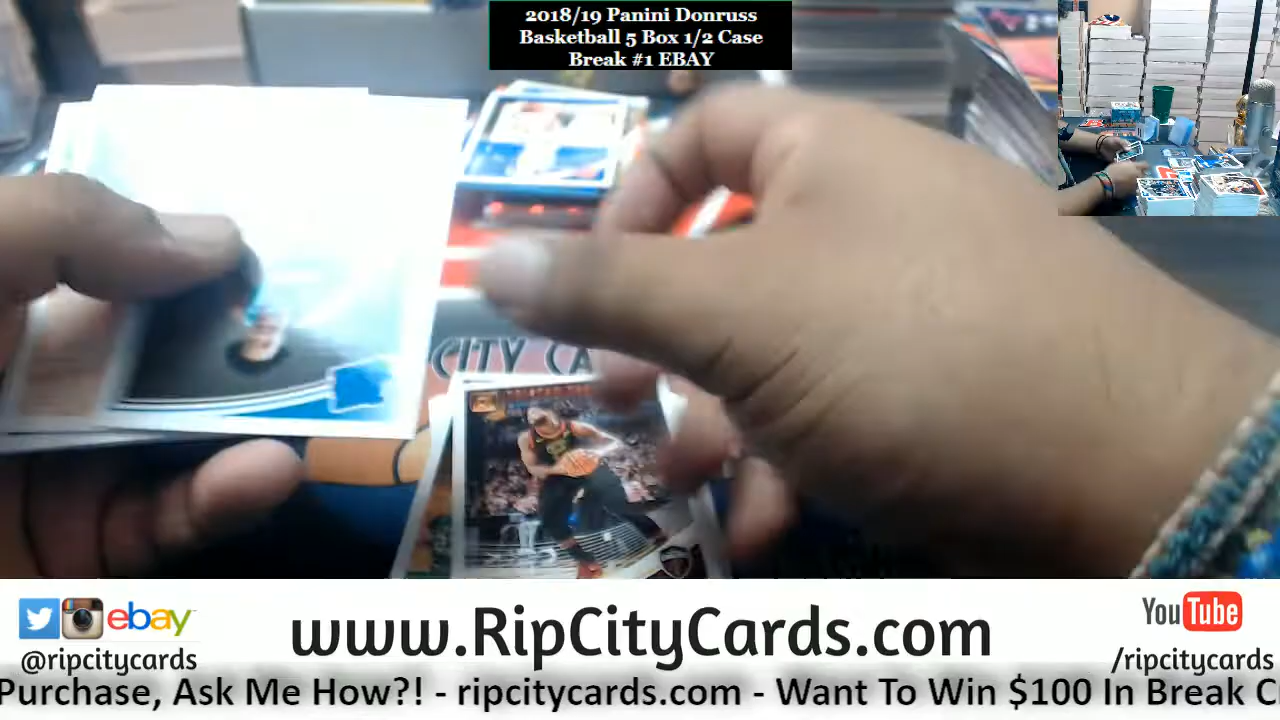 2018/19 Panini Donruss
Basketball 5 Box 1/2 Case
Break #1 EBAY
CITY CA
ebay
@ripcitycards
www.RipCityCards.com
YouTube
/ripcitycards
Purchase, Ask Me How?! - ripcitycards.com - Want To Win $100 In Break C